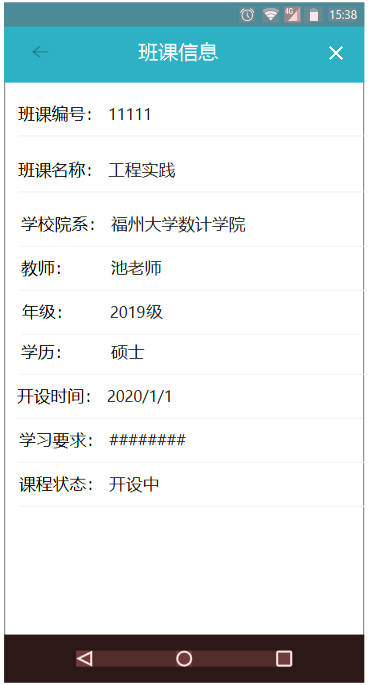 4G 15:38
班课信息
班课编号： 11111
班课名称： 工程实践
学校院系： 福州大学数计学院
教师： 池老师
年级： 2019级
学历： 硕士
开设时间： 2020/1/1
学习要求： ########
课程状态： 开设中